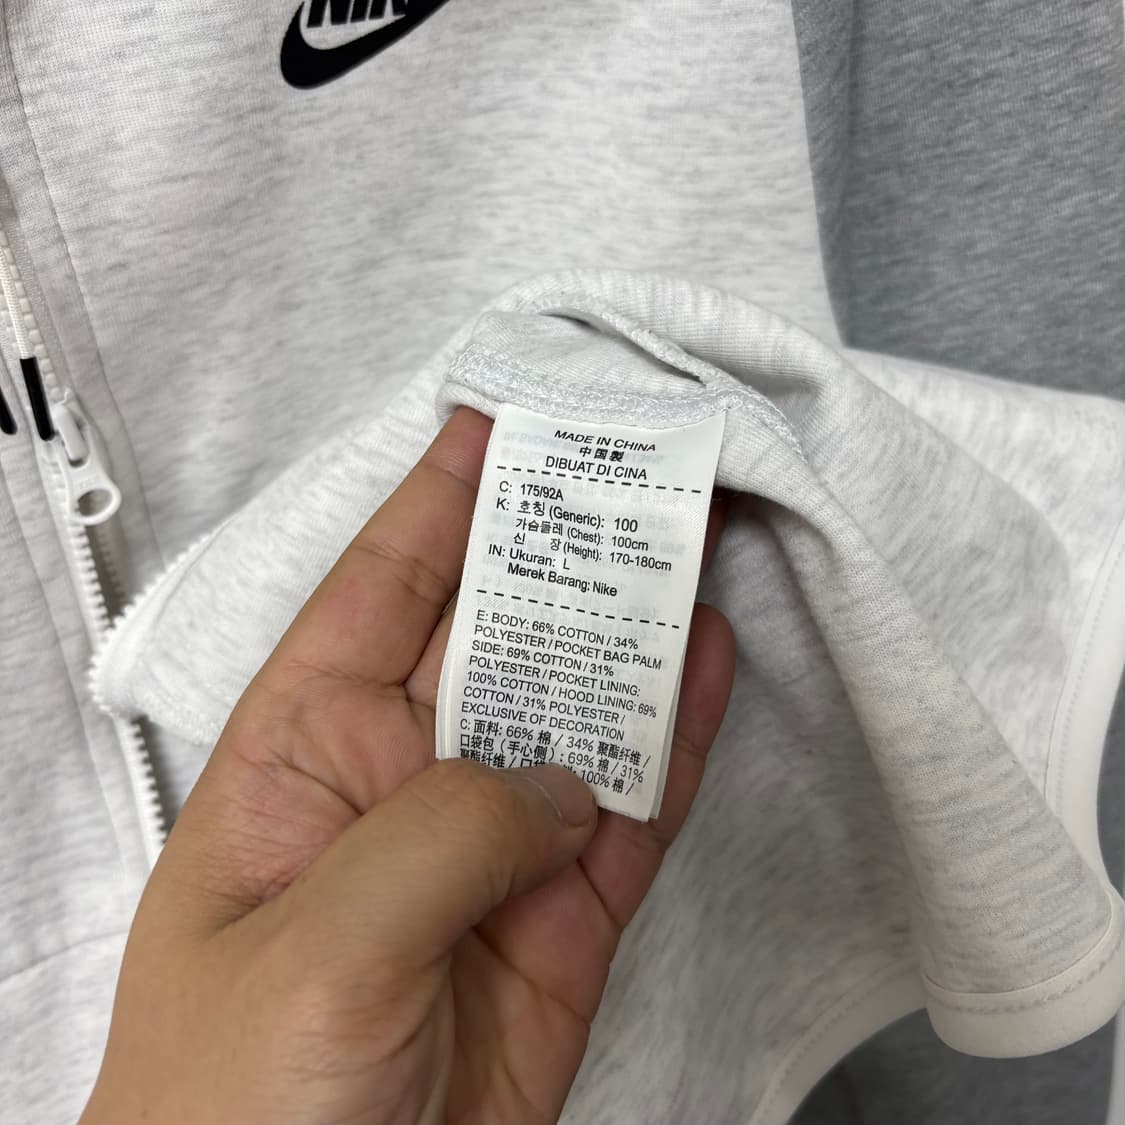 NIKE
MADE IN CHINA
中国製
DIBUAT DI CINA
C: 175/92A
K: 호칭 (Generic): 100
가슴둘레 (Chest): 100cm
신 장 (Height): 170-180cm
IN: Ukuran: L
Merek Barang: Nike
E: BODY: 66% COTTON / 34%
POLYESTER / POCKET BAG PALM
SIDE: 69% COTTON / 31%
POLYESTER / POCKET LINING:
100% COTTON / HOOD LINING: 69%
COTTON / 31% POLYESTER /
EXCLUSIVE OF DECORATION
C: 面料: 66% 棉 / 34% 聚酯纤维 /
口袋包 (手心侧) : 69% 棉 / 31%
聚酯纤维 / 口袋 : 100% 棉 /